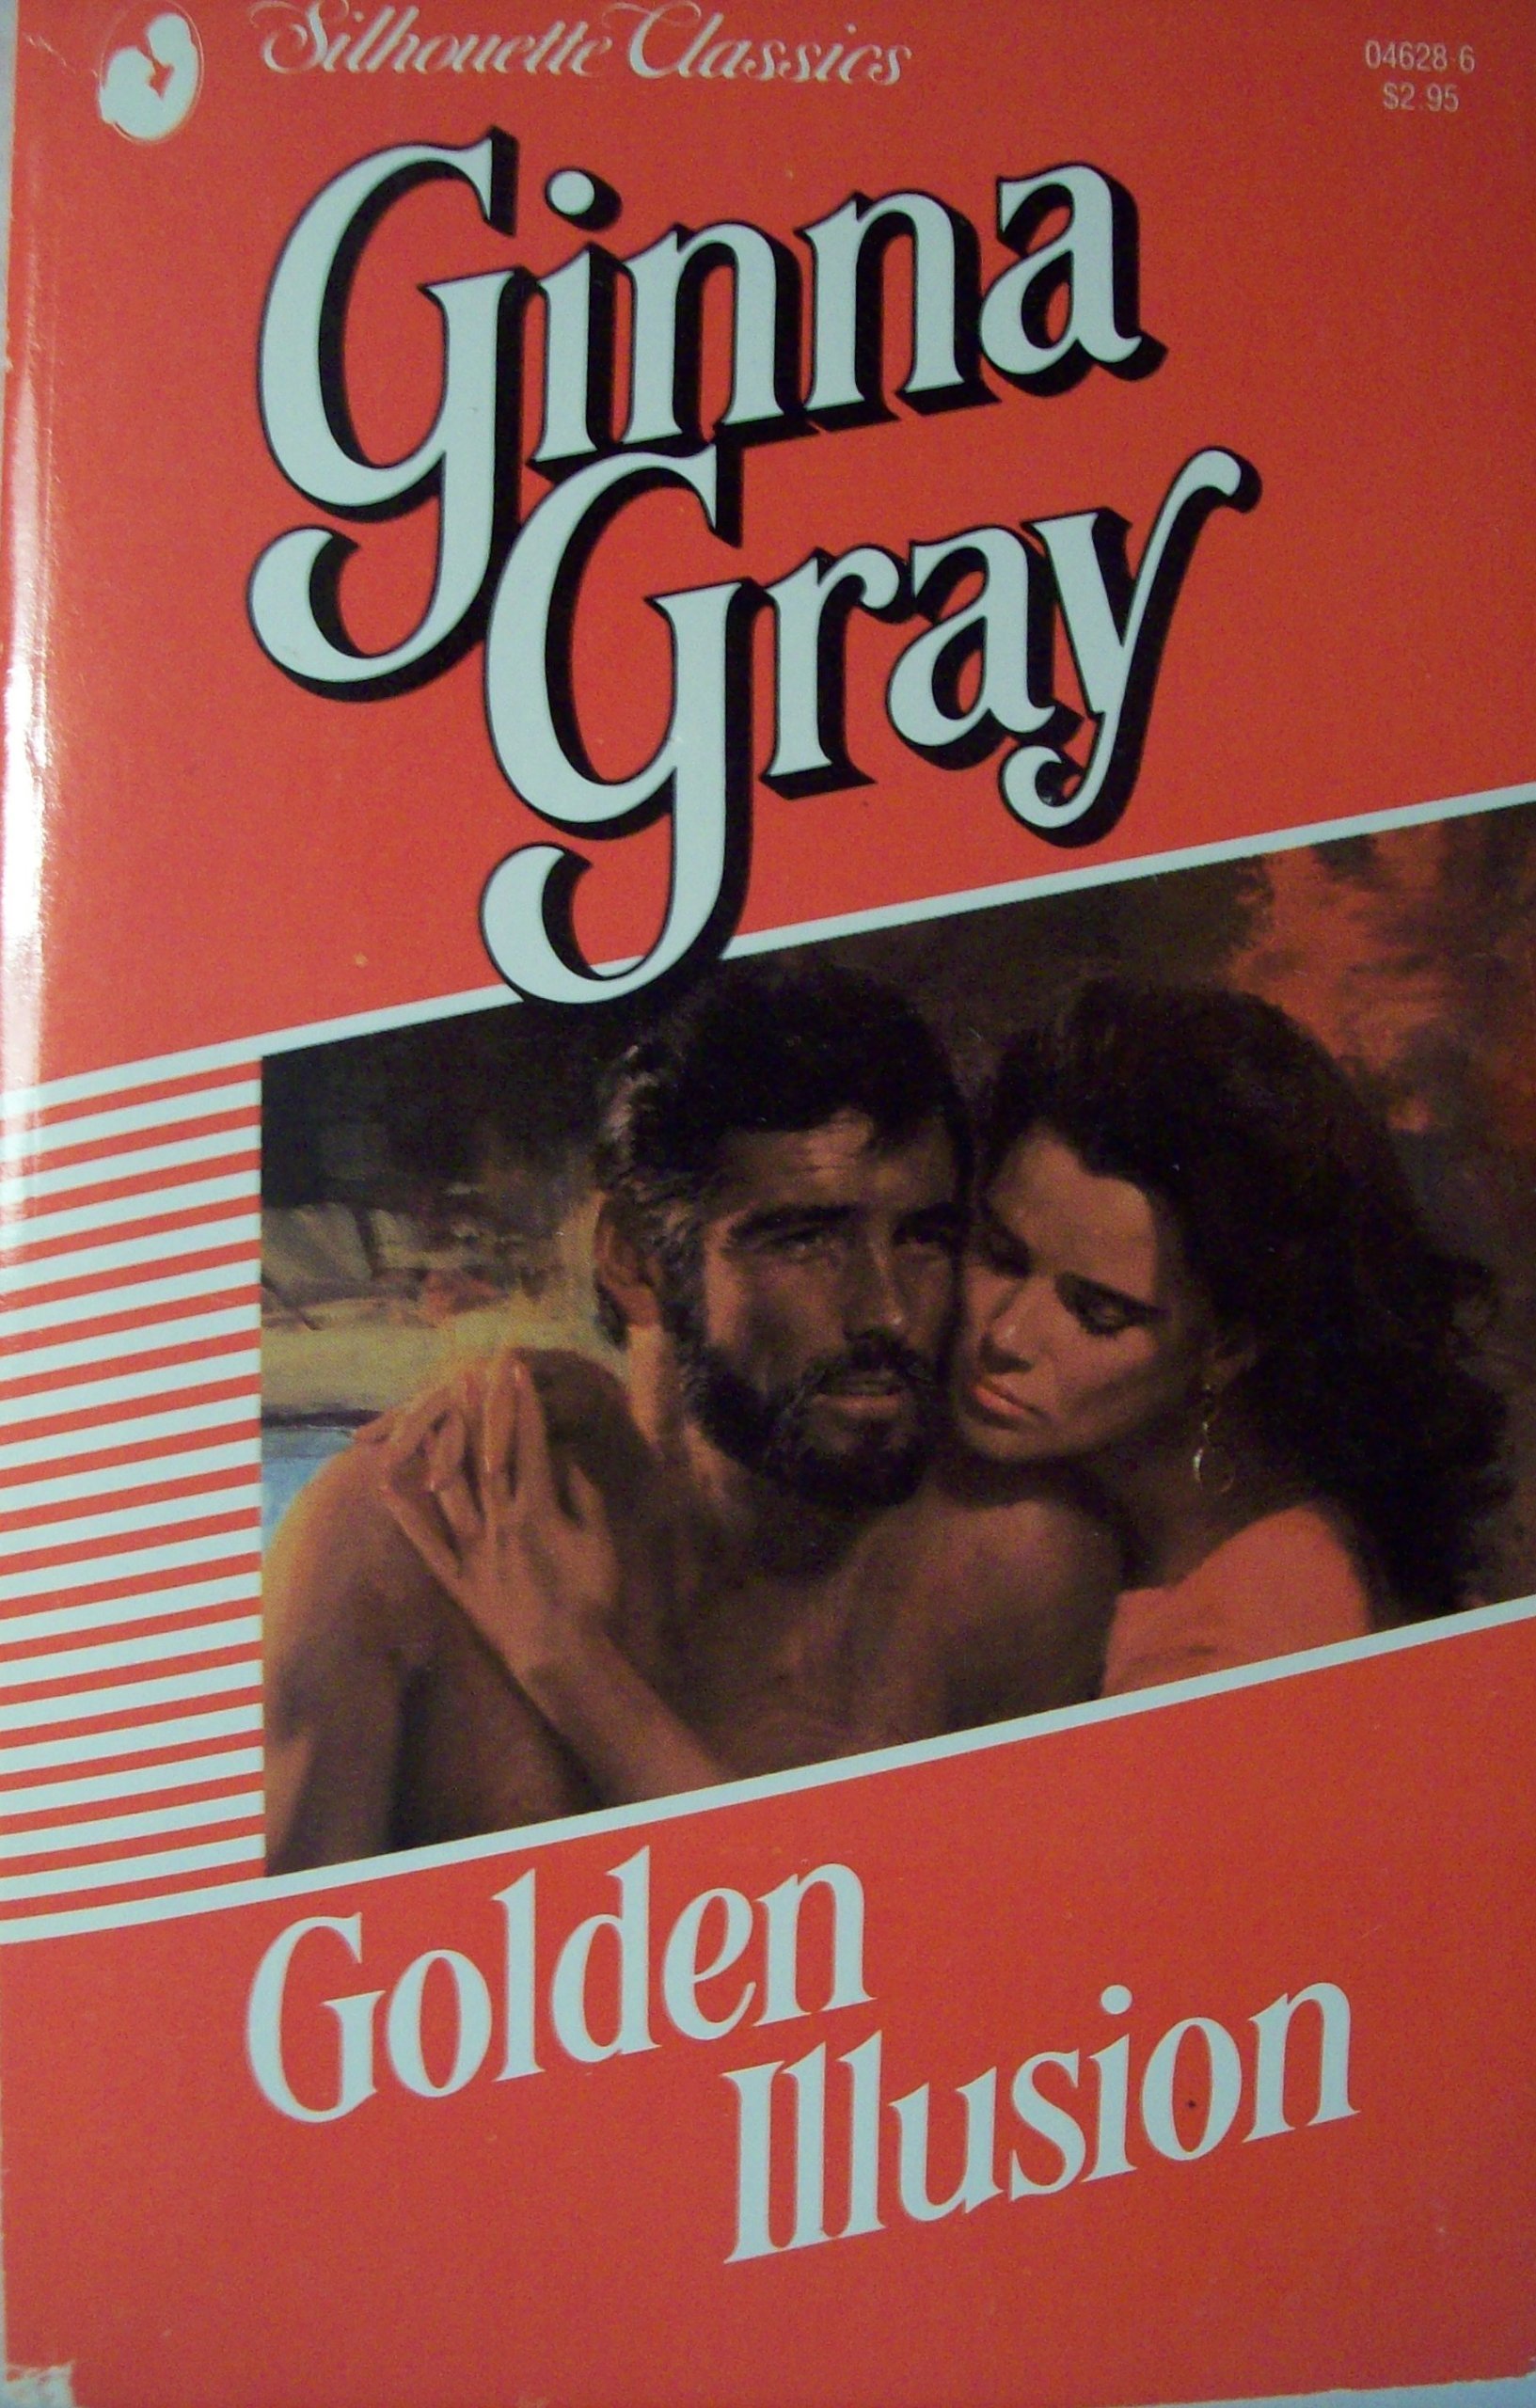 Silhouette Classics
04628-6
$2.95
Ginna
Gray
Golden
Illusion